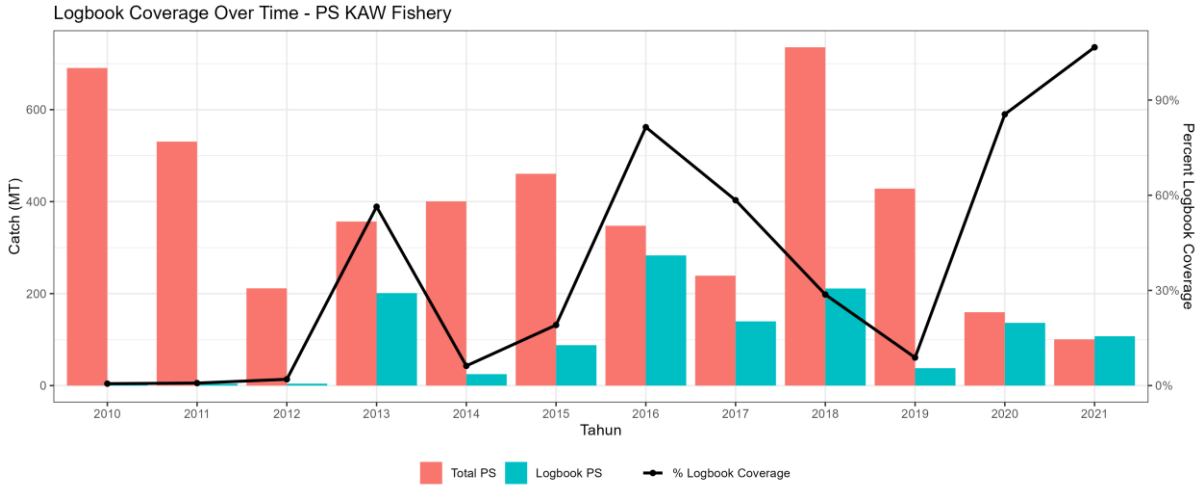 Logbook Coverage Over Time - PS KAW Fishery
Catch (MT)
600
400
200
0
90%
60%
30%
0%
Percent Logbook Coverage
2010 2011 2012 2013 2014 2015 2016 2017 2018 2019 2020 2021
Tahun
Total PS Logbook PS % Logbook Coverage